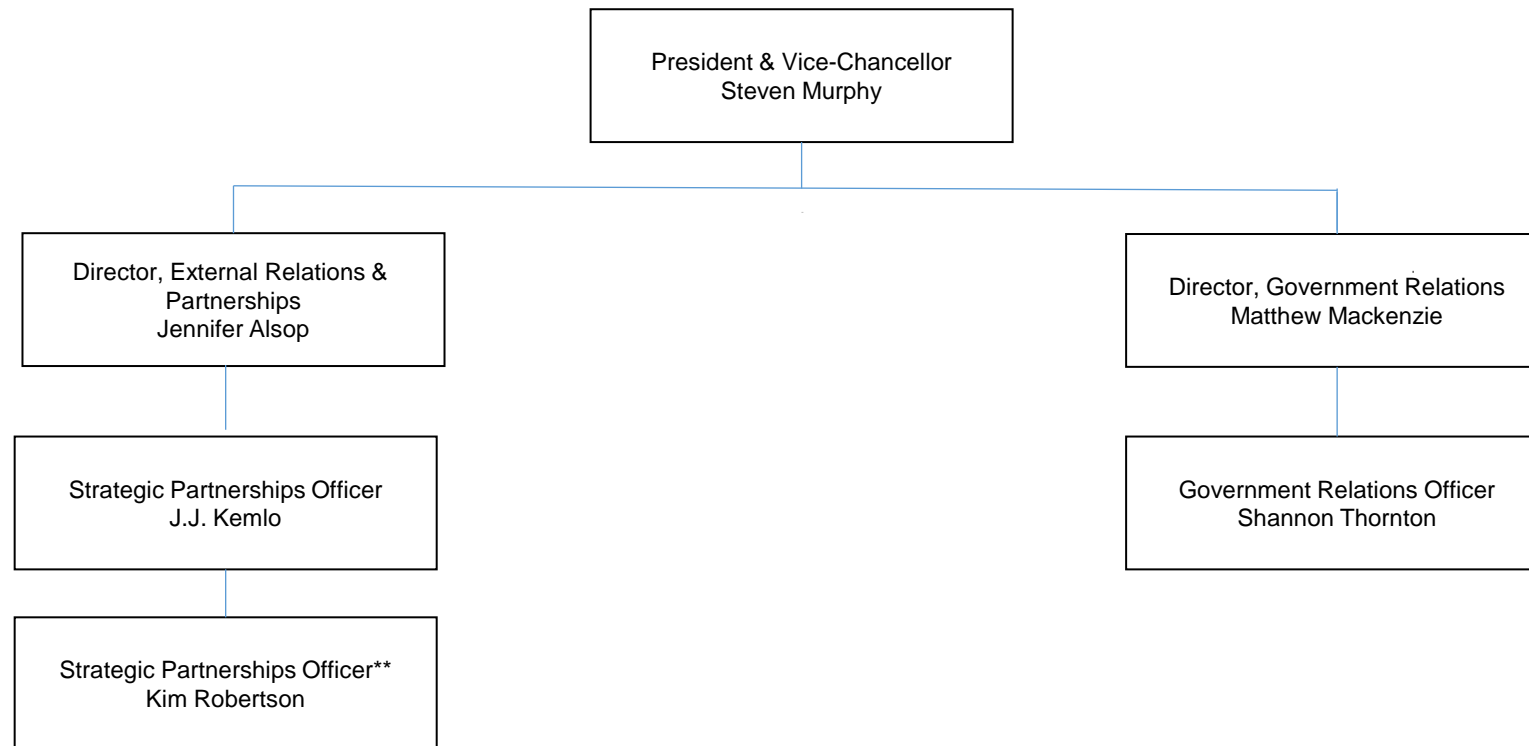 President & Vice-Chancellor
Steven Murphy
Director, External Relations &
Partnerships
Jennifer Alsop
Director, Government Relations
Matthew Mackenzie
Strategic Partnerships Officer
J.J. Kemlo
Government Relations Officer
Shannon Thornton
Strategic Partnerships Officer**
Kim Robertson